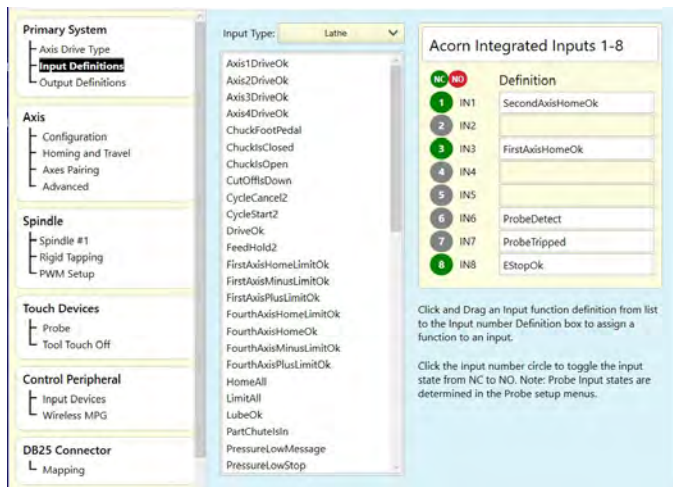 Primary System
Axis Drive Type
Input Definitions
Output Definitions
Axis
Configuration
Homing and Travel
Axes Pairing
Advanced
Spindle
Spindle #1
Rigid Tapping
PWM Setup
Touch Devices
Probe
Tool Touch Off
Control Peripheral
Input Devices
Wireless MPG
DB25 Connector
Mapping
Input Type: Lathe
Axis1DriveOk
Axis2DriveOk
Axis3DriveOk
Axis4DriveOk
ChuckFootPedal
ChuckIsClosed
ChuckIsOpen
CutOffIsDown
CycleCancel2
CycleStart2
DriveOk
FeedHold2
FirstAxisHomeLimitOk
FirstAxisMinusLimitOk
FirstAxisPlusLimitOk
FourthAxisHomeLimitOk
FourthAxisHomeOk
FourthAxisMinusLimitOk
FourthAxisPlusLimitOk
HomeAll
LimitAll
LubeOk
PartChuteIsIn
PressureLowMessage
PressureLowStop
Acorn Integrated Inputs 1-8
NC NO Definition
1 IN1 SecondAxisHomeOk
2 IN2
3 IN3 FirstAxisHomeOk
4 IN4
5 IN5
6 IN6 ProbeDetect
7 IN7 ProbeTripped
8 IN8 EStopOk
Click and Drag an Input function definition from list
to the Input number Definition box to assign a
function to an input.
Click the input number circle to toggle the input
state from NC to NO. Note: Probe Input states are
determined in the Probe setup menus.